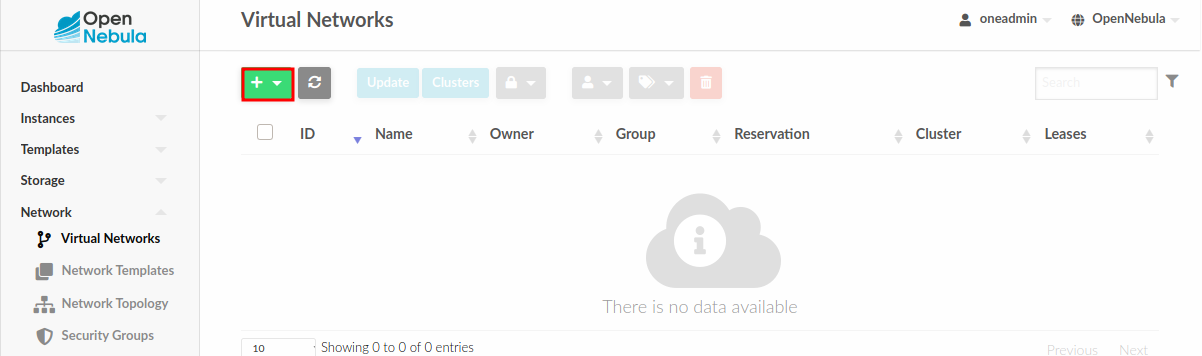 Open
Nebula
Virtual Networks
oneadmin
OpenNebula
Update
Clusters
Search
Dashboard
Instances
Templates
Storage
Network
Virtual Networks
Network Templates
Network Topology
Security Groups
ID
Name
Owner
Group
Reservation
Cluster
Leases
There is no data available
10
Showing 0 to 0 of 0 entries
Previous
Next